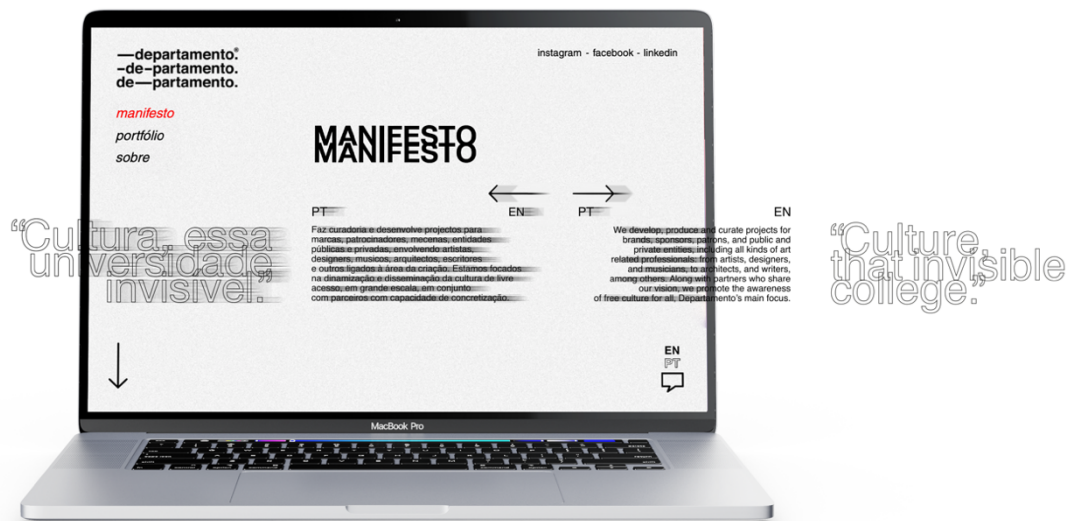 —departamento.®
–de–partamento.
de—partamento.
instagram - facebook - linkedin
manifesto
portfólio
sobre
MANIFESTO
MANIFESTO
PT
EN
Faz curadoria e desenvolve projectos para
marcas, patrocinadores, mecenas, entidades
públicas e privadas, envolvendo artistas,
designers, musicos, arquitectos, escritores
e outros ligados à área da criação. Estamos focados
na dinamização e disseminação da cultura de livre
acesso, em grande escala, em conjunto
com parceiros com capacidade de concretização.
PT
EN
We develop, produce and curate projects for
brands, sponsors, patrons, and public and
private entities, including all kinds of art
related professionals: from artists, designers,
and musicians, to architects, and writers,
among others. Along with partners who share
our vision, we promote the awareness
of free culture for all, Departamento’s main focus.
“Cultura, essa
universidade
invisível.”
“Culture,
that invisible
college.”
EN
PT
MacBook Pro